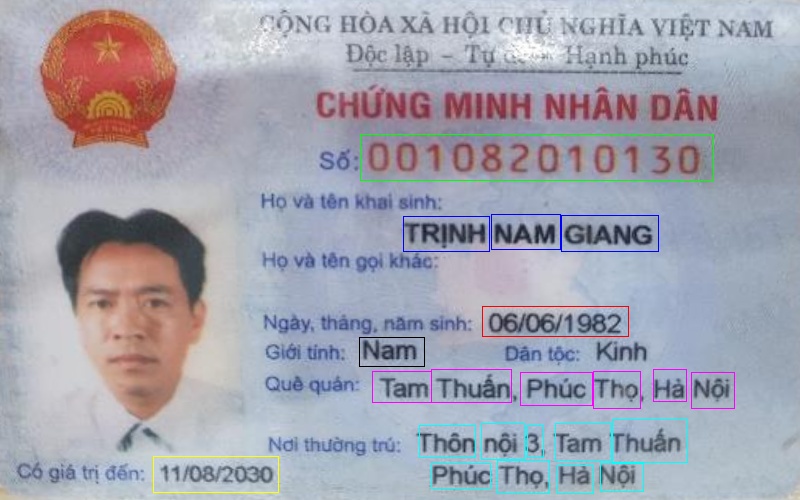 CỘNG HÒA XÃ HỘI CHỦ NGHĨA VIỆT NAM
Độc lập - Tự Hạnh phúc
CHỨNG MINH NHÂN DÂN
Số: 001082010130
Họ và tên khai sinh:
TRỊNH NAM GIANG
Họ và tên gọi khác:
Ngày, tháng, năm sinh: 06/06/1982
Giới tính: Nam Dân tộc: Kinh
Quê quán: Tam Thuấn, Phúc Thọ, Hà Nội
Nơi thường trú: Thôn nội 3, Tam Thuấn
Phúc Thọ, Hà Nội
Có giá trị đến: 11/08/2030